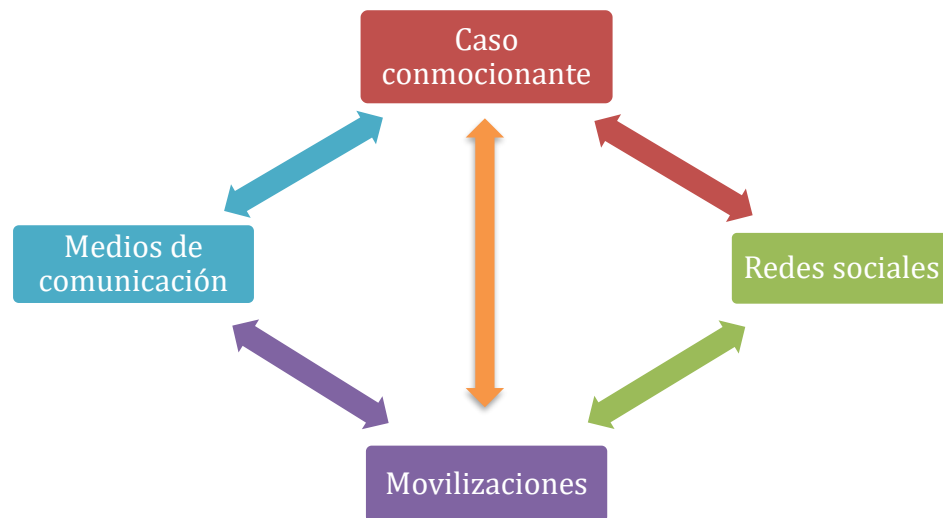 Caso
conmocionante
Medios de
comunicación
Redes sociales
Movilizaciones